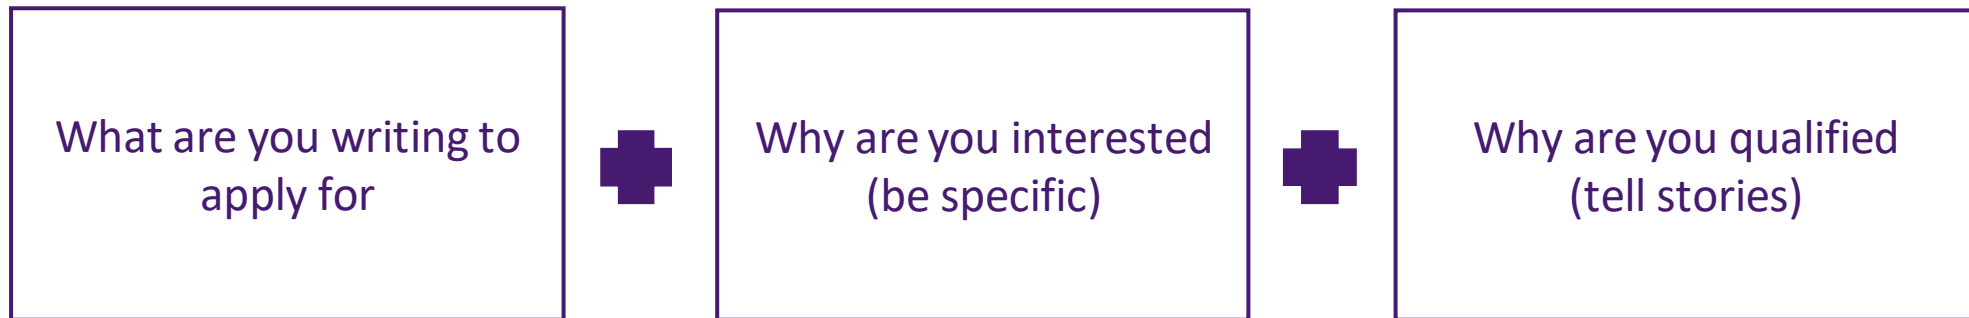 What are you writing to
apply for
Why are you interested
(be specific)
Why are you qualified
(tell stories)